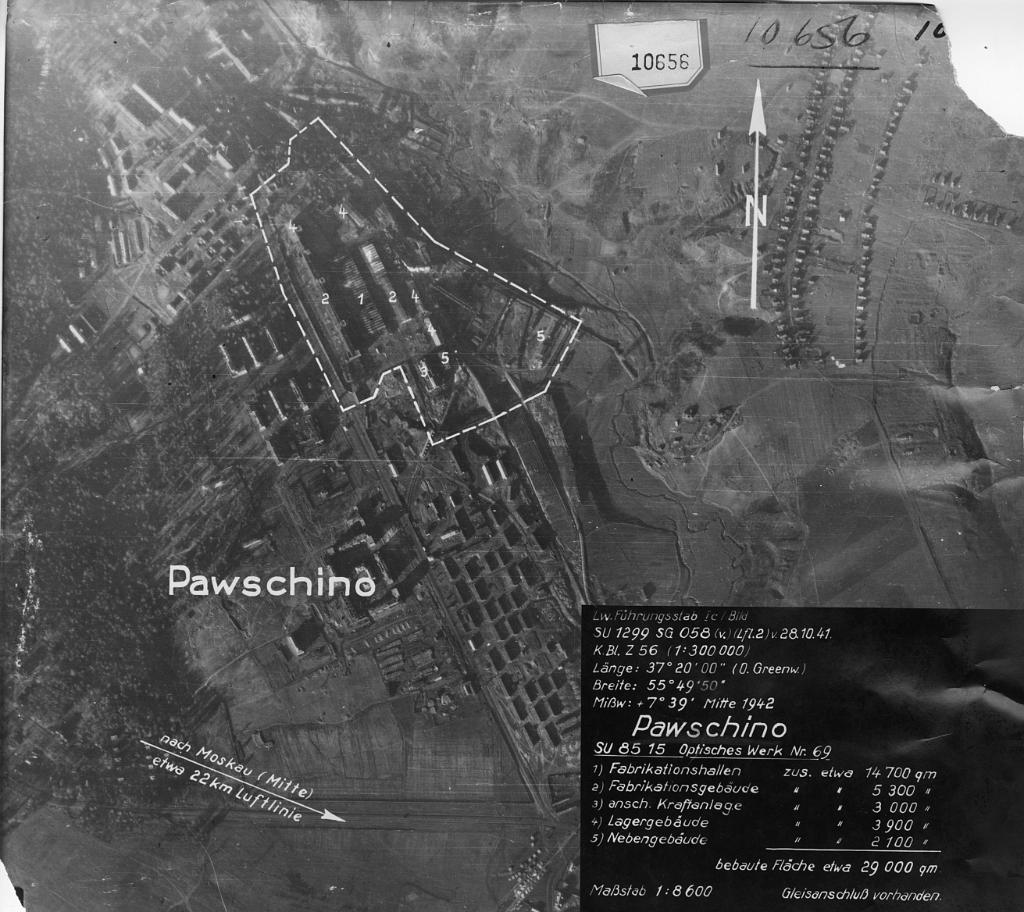 10656
10 656
10
N
4
4
2 1 2 4
4
5
5
3
Pawschino
nach Moskau (Mitte)
etwa 22 km Luftlinie
Lw. Führungsstab Ic / Bild
SU 1299 SG 058 (v.) (Lfl.2) v. 28.10.41.
K.Bl. Z 56 (1:300 000)
Länge: 37° 20' 00" (O. Greenw.)
Breite: 55° 49' 50"
Mißw: + 7° 39' Mitte 1942
Pawschino
SU 85 15 Optisches Werk Nr. 69
1) Fabrikationshallen zus. etwa 14 700 qm
2) Fabrikationsgebäude " " 5 300 "
3) ansch. Kraftanlage " " 3 000 "
4) Lagergebäude " " 3 900 "
5) Nebengebäude " " 2 100 "
bebaute Fläche etwa 29 000 qm
Maßstab 1:8 600 Gleisanschluß vorhanden.